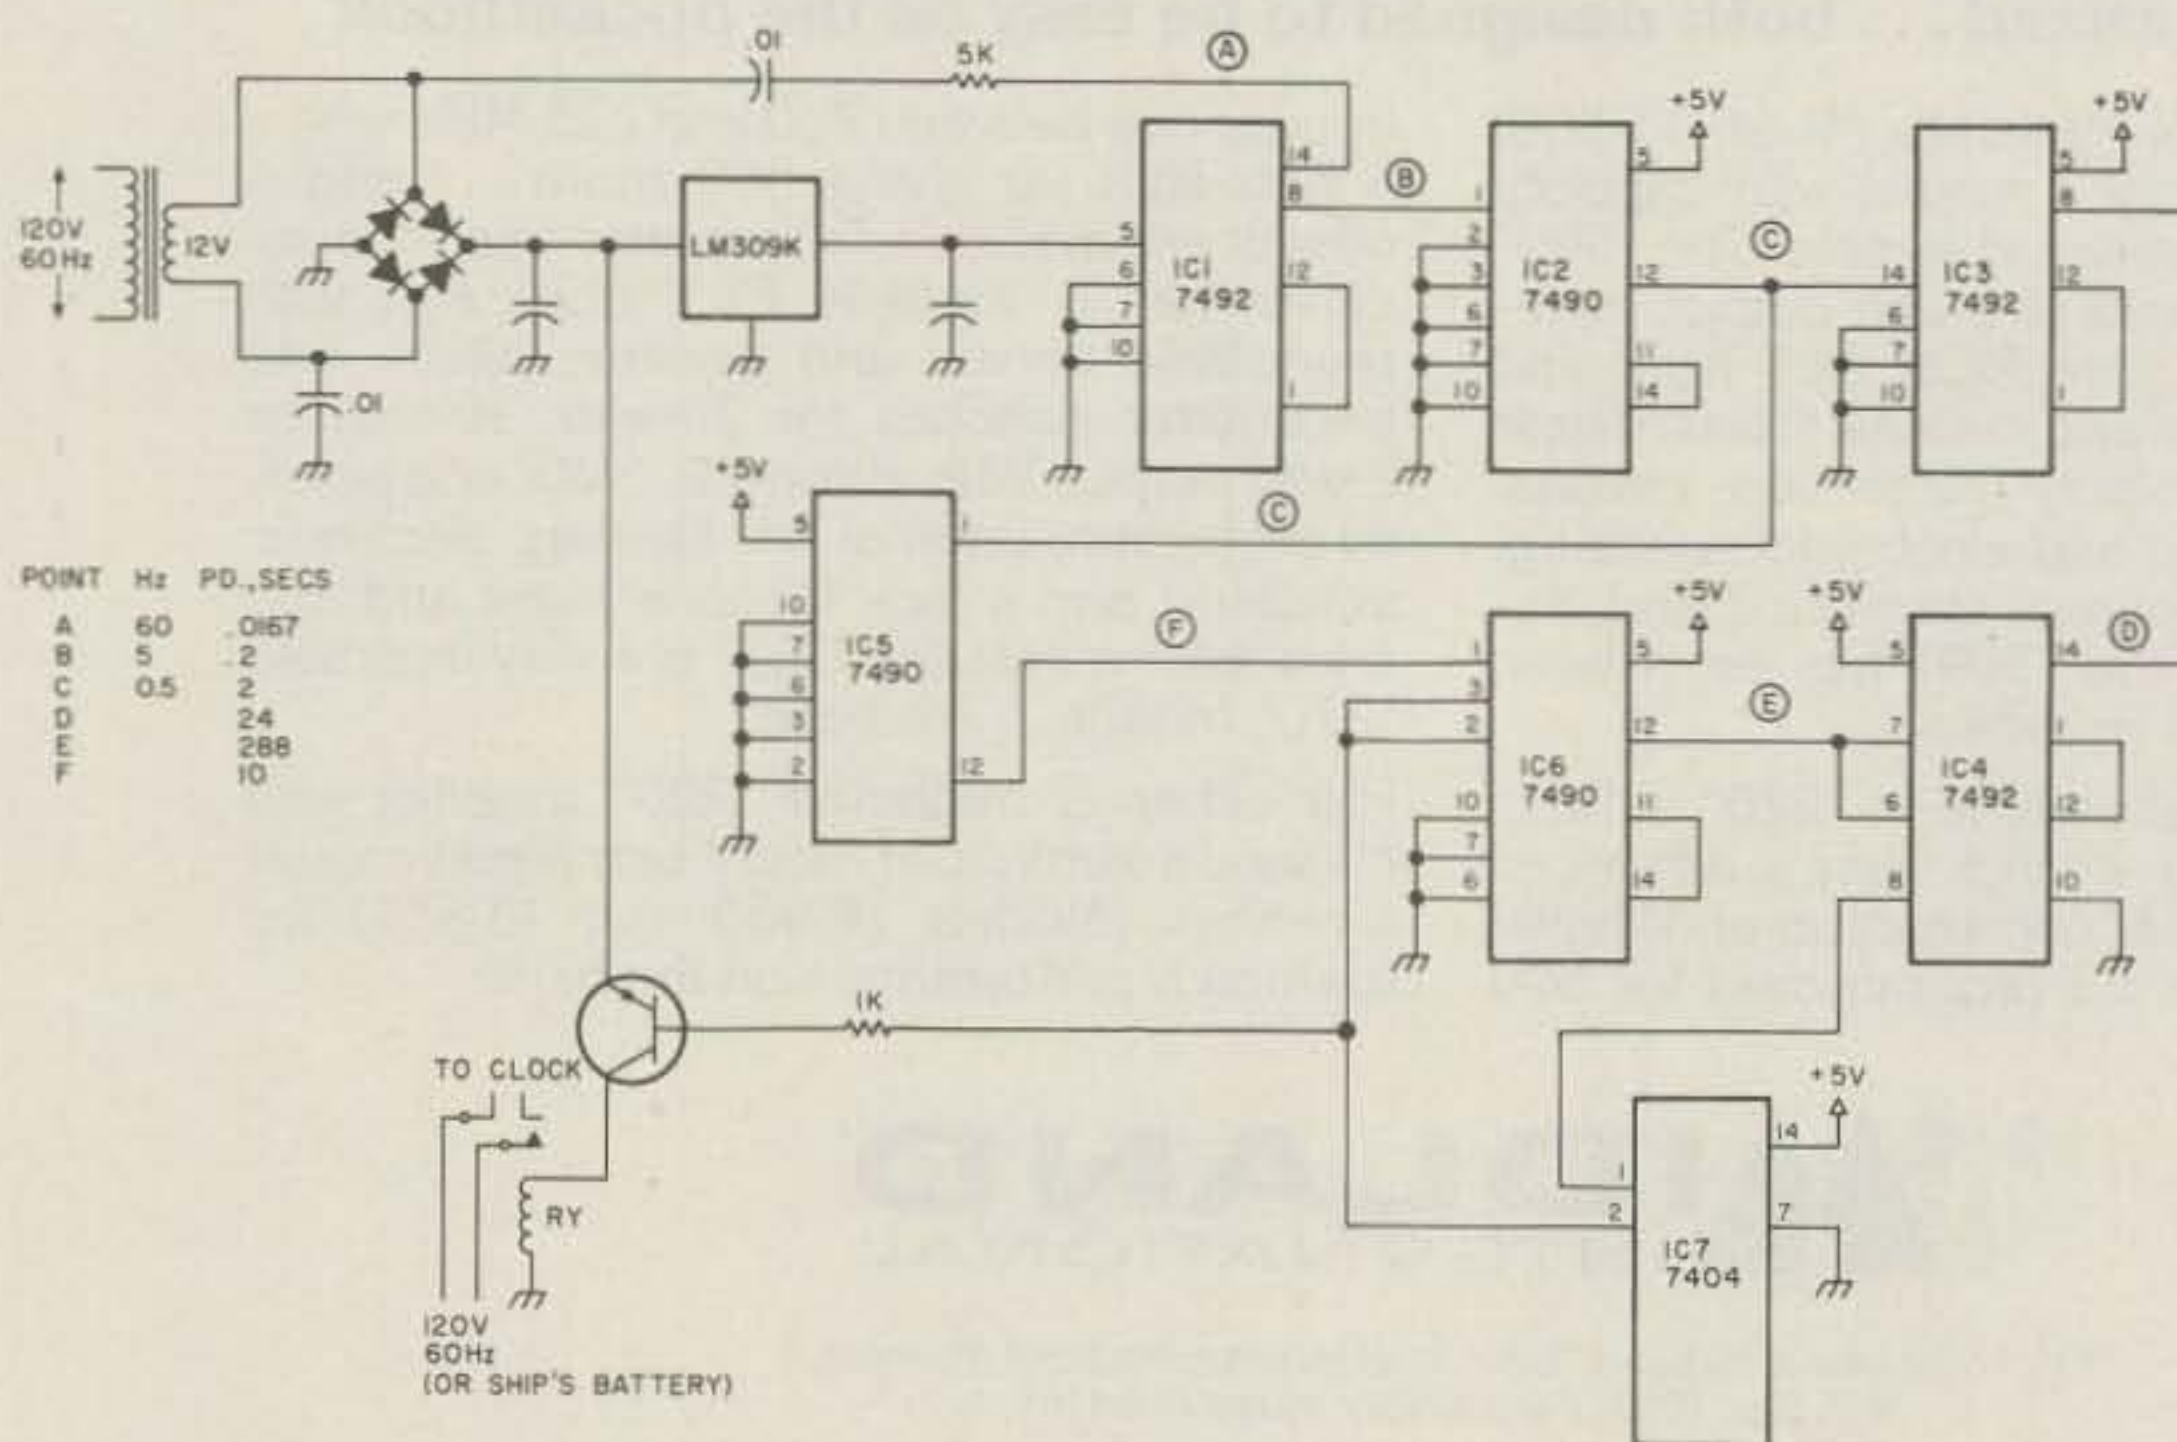 .01
5K
A
120V
60Hz
12V
LM309K
.01
5
6
7
10
IC1
7492
14
8
12
1
B
1
2
3
6
7
10
IC2
7490
5
12
11
14
+5V
C
14
6
7
10
IC3
7492
5
8
12
1
+5V
POINT Hz PD.,SECS
A 60 .0167
B 5 .2
C 0.5 2
D 24
E 288
F 10
+5V
5
10
7
6
3
2
IC5
7490
1
12
C
F
1
3
2
10
7
6
IC6
7490
5
12
11
14
+5V
E
+5V
5
7
6
8
IC4
7492
14
1
12
10
D
1K
TO CLOCK
RY
120V
60Hz
(OR SHIP'S BATTERY)
1
2
IC7
7404
14
7
+5V